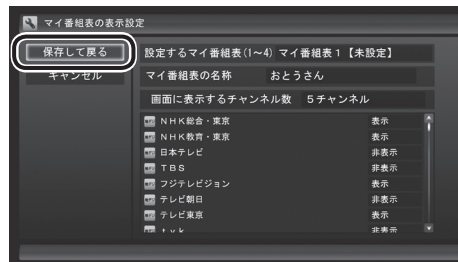 マイ番組表の表示設定
保存して戻る
キャンセル
設定するマイ番組表(1～4) マイ番組表1【未設定】
マイ番組表の名称 おとうさん
画面に表示するチャンネル数 5チャンネル
NHK総合・東京 表示
NHK教育・東京 表示
日本テレビ 非表示
TBS 非表示
フジテレビジョン 表示
テレビ朝日 非表示
テレビ東京 表示
tvk 非表示